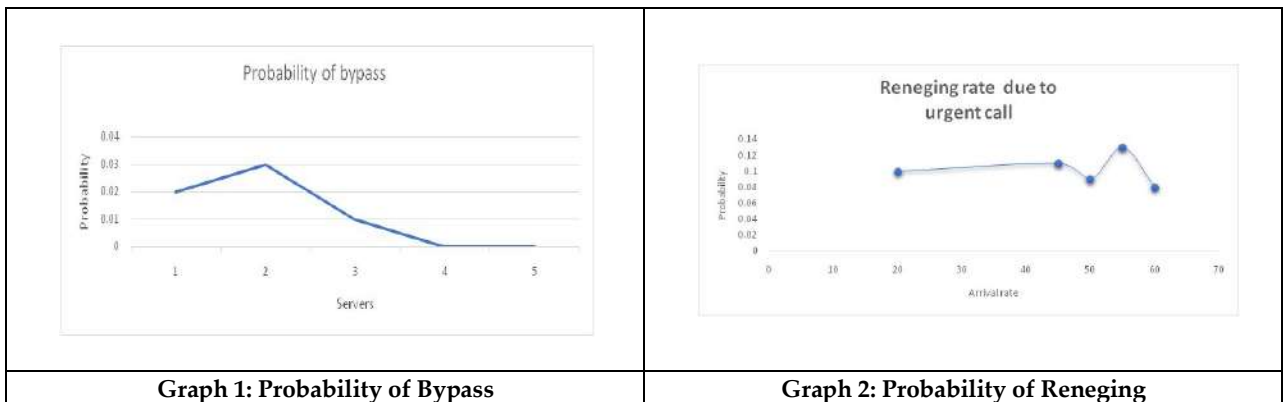 Probability of bypass
0.04
0.03
0.02
0.01
0
Probability
1 2 3 4 5
Servers
Graph 1: Probability of Bypass
Reneging rate due to
urgent call
0.14
0.12
0.1
0.08
0.06
0.04
0.02
0
Probability
0 10 20 30 40 50 60 70
Arrival rate
Graph 2: Probability of Reneging